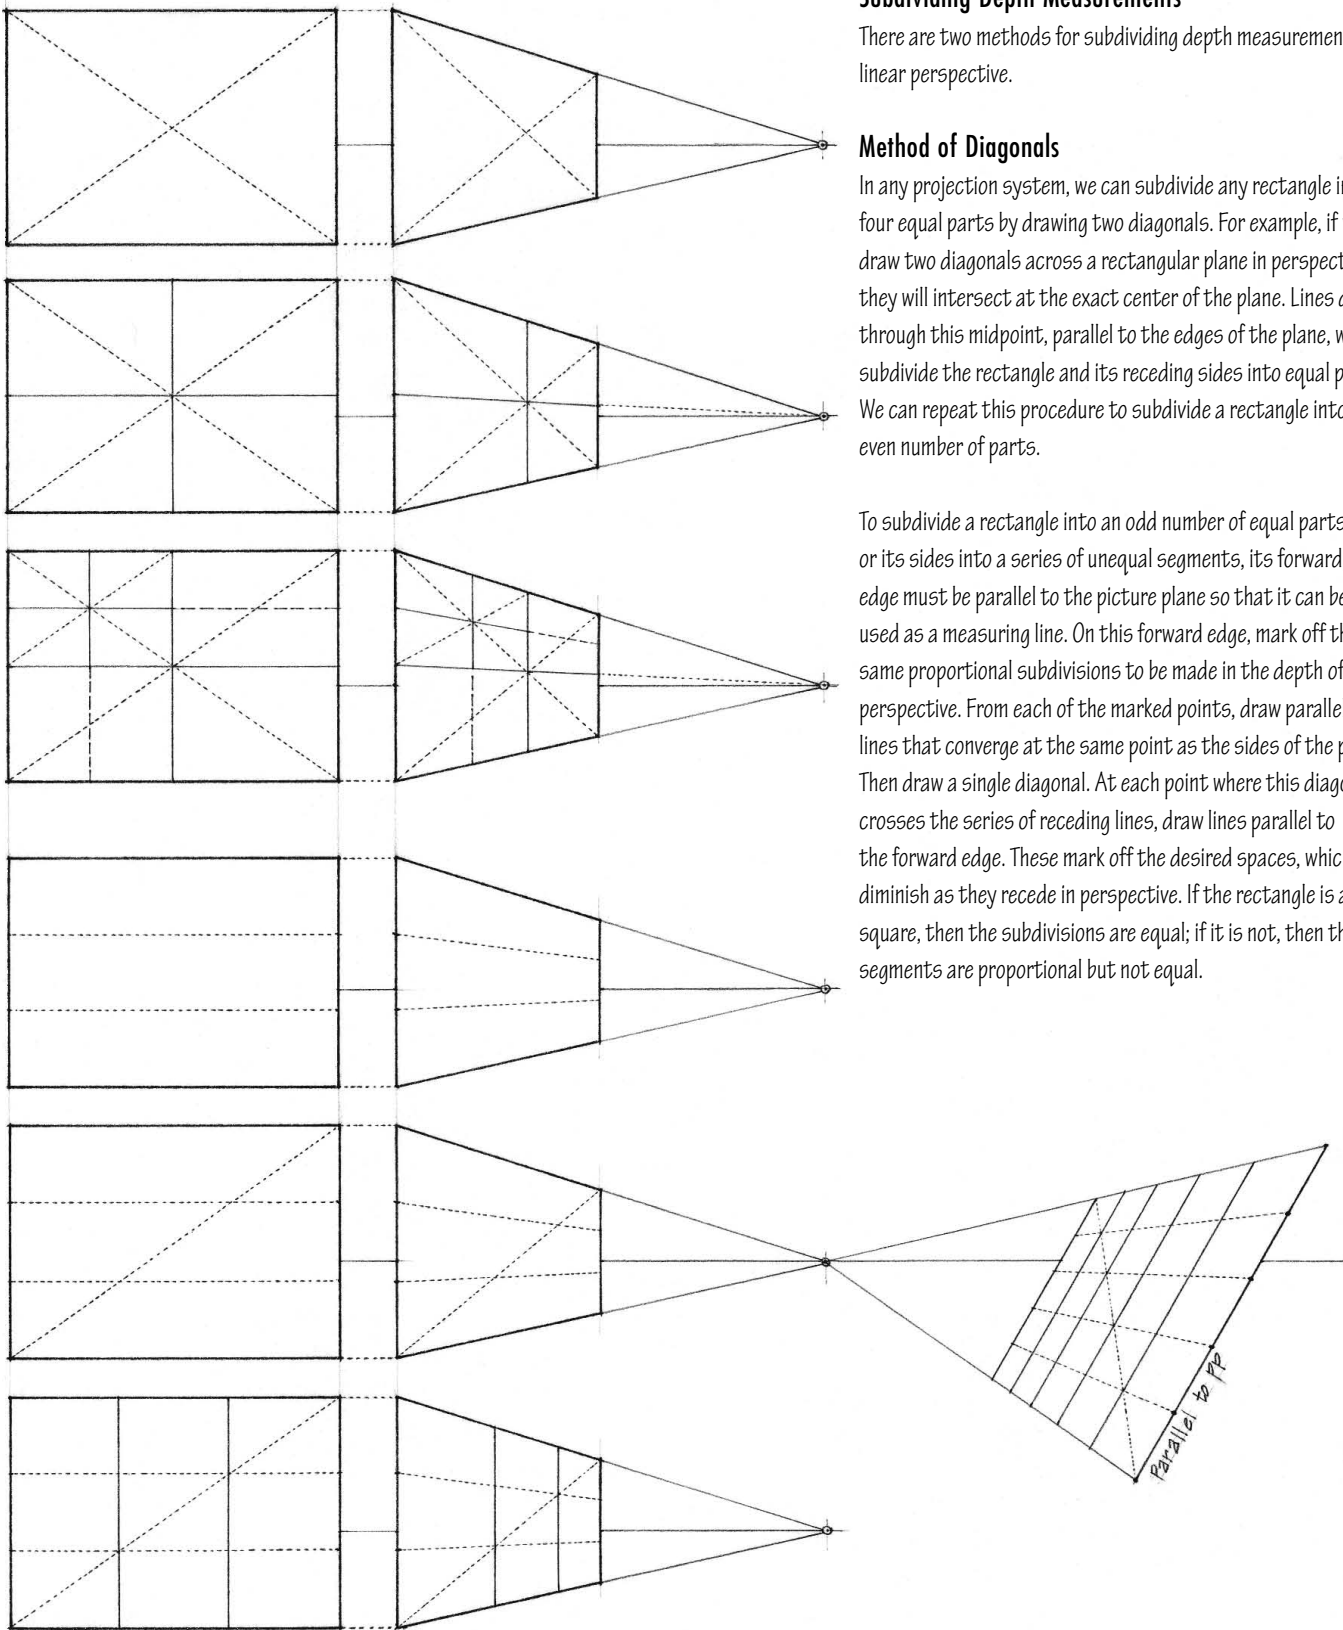 Subdividing Depth Measurements
There are two methods for subdividing depth
linear perspective.
Method of Diagonals
In any projection system, we can subdivide any rectangle
four equal parts by drawing two diagonals. For example, if
draw two diagonals across a rectangular plane in
they will intersect at the exact center of the plane. Lines
through this midpoint, parallel to the edges of the plane,
subdivide the rectangle and its receding sides into equal
We can repeat this procedure to subdivide a rectangle into
even number of parts.
To subdivide a rectangle into an odd number of equal parts
or its sides into a series of unequal segments, its forward
edge must be parallel to the picture plane so that it can be
used as a measuring line. On this forward edge, mark off
same proportional subdivisions to be made in the depth of
perspective. From each of the marked points, draw
lines that converge at the same point as the sides of the
Then draw a single diagonal. At each point where this
crosses the series of receding lines, draw lines parallel to
the forward edge. These mark off the desired spaces,
diminish as they recede in perspective. If the rectangle is a
square, then the subdivisions are equal; if it is not, then
segments are proportional but not equal.
Parallel to PP